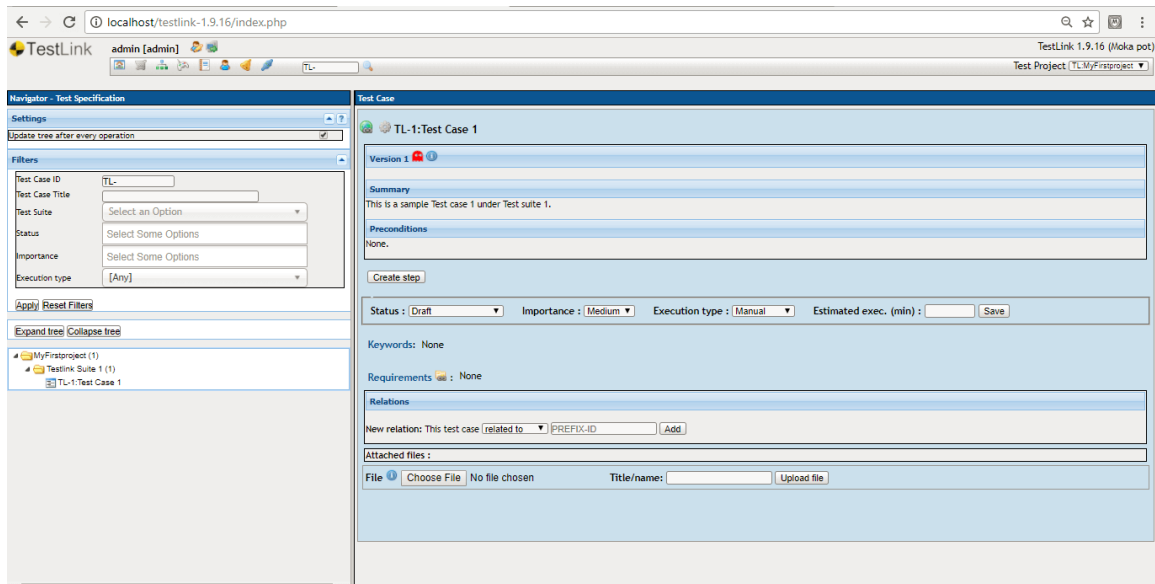 localhost/testlink-1.9.16/index.php
TestLink
admin [admin]
TestLink 1.9.16 (Moka pot)
TL-
Test Project TL:MyFirstproject
Navigator - Test Specification
Settings
?
Update tree after every operation
Filters
Test Case ID TL-
Test Case Title
Test Suite Select an Option
Status Select Some Options
Importance Select Some Options
Execution type [Any]
Apply Reset Filters
Expand tree Collapse tree
MyFirstproject (1)
Testlink Suite 1 (1)
TL-1:Test Case 1
Test Case
TL-1:Test Case 1
Version 1
Summary
This is a sample Test case 1 under Test suite 1.
Preconditions
None.
Create step
Status : Draft Importance : Medium Execution type : Manual Estimated exec. (min) : Save
Keywords: None
Requirements : None
Relations
New relation: This test case related to PREFIX-ID Add
Attached files :
File Choose File No file chosen Title/name: Upload file